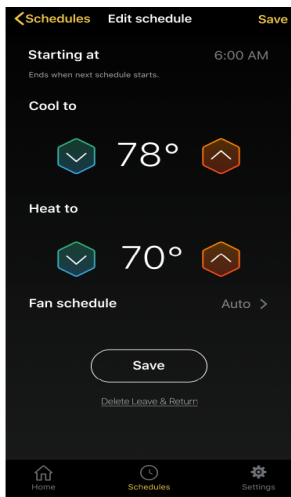 Schedules Edit schedule Save
Starting at 6:00 AM
Ends when next schedule starts.
Cool to
78°
Heat to
70°
Fan schedule Auto
Save
Delete Leave & Return
Home Schedules Settings